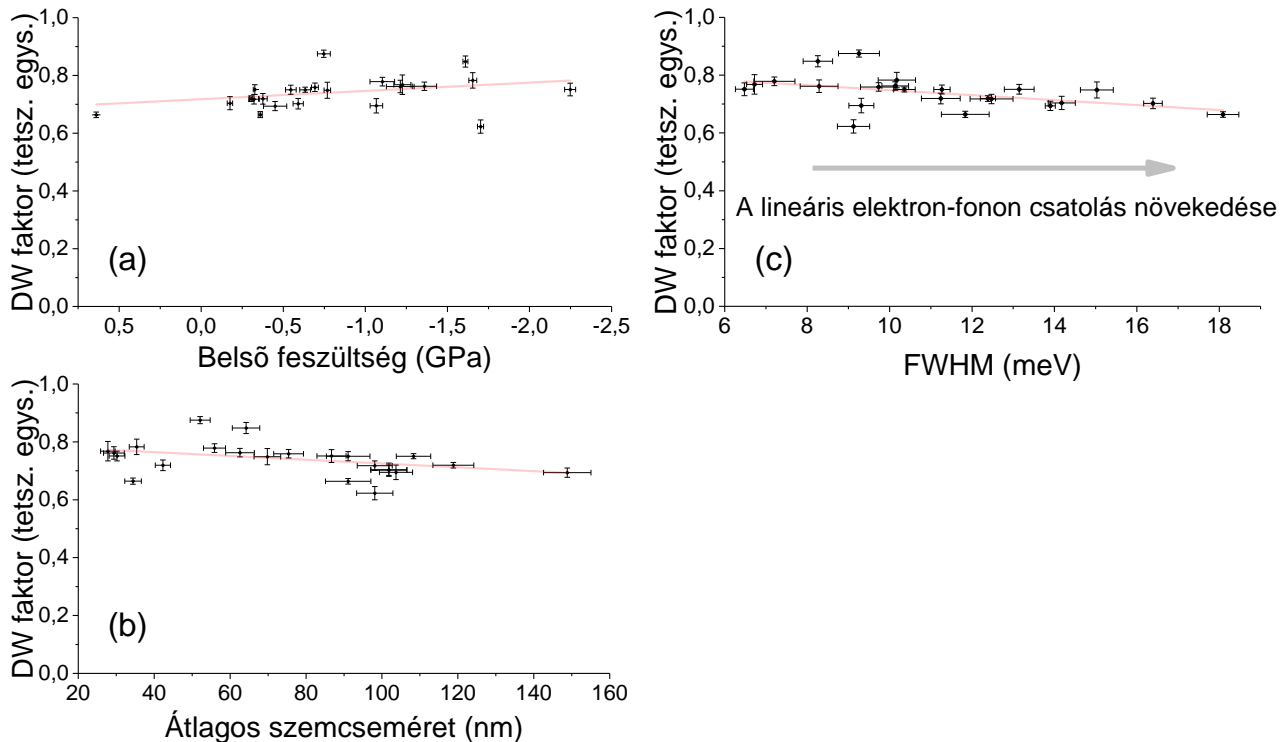 1,0
0,8
0,6
0,4
0,2
0,0
DW faktor (tetsz. egys.)
(a)
0,5 0,0 -0,5 -1,0 -1,5 -2,0 -2,5
Belső feszültség (GPa)
1,0
0,8
0,6
0,4
0,2
0,0
DW faktor (tetsz. egys.)
A lineáris elektron-fonon csatolás növekedése
(c)
6 8 10 12 14 16 18
FWHM (meV)
1,0
0,8
0,6
0,4
0,2
0,0
DW faktor (tetsz. egys.)
(b)
20 40 60 80 100 120 140 160
Átlagos szemcseméret (nm)